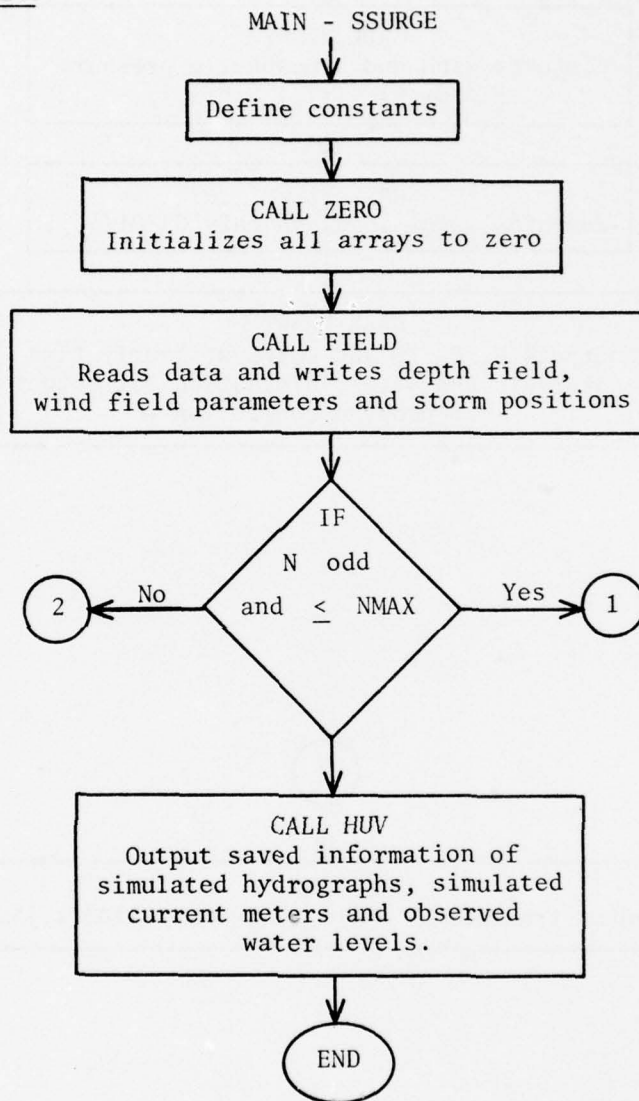 MAIN - SSURGE
Define constants
CALL ZERO
Initializes all arrays to zero
CALL FIELD
Reads data and writes depth field,
wind field parameters and storm positions
IF
N odd
and ≤ NMAX
2
No
Yes
1
CALL HUV
Output saved information of
simulated hydrographs, simulated
current meters and observed
water levels.
END